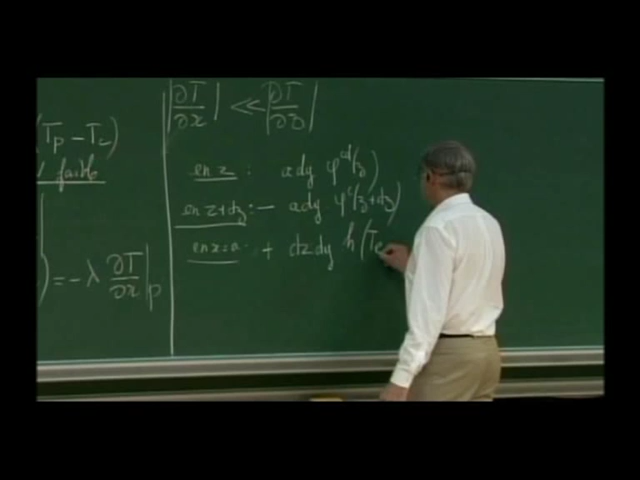 (Tp − Tc)
faible
) = −λ ∂T/∂x|p
|∂T/∂x| << |∂T/∂z|
en z : a dy φcd(z)
en z+dz : − a dy φc(z+dz)
en x=a : + dz dy h (Te